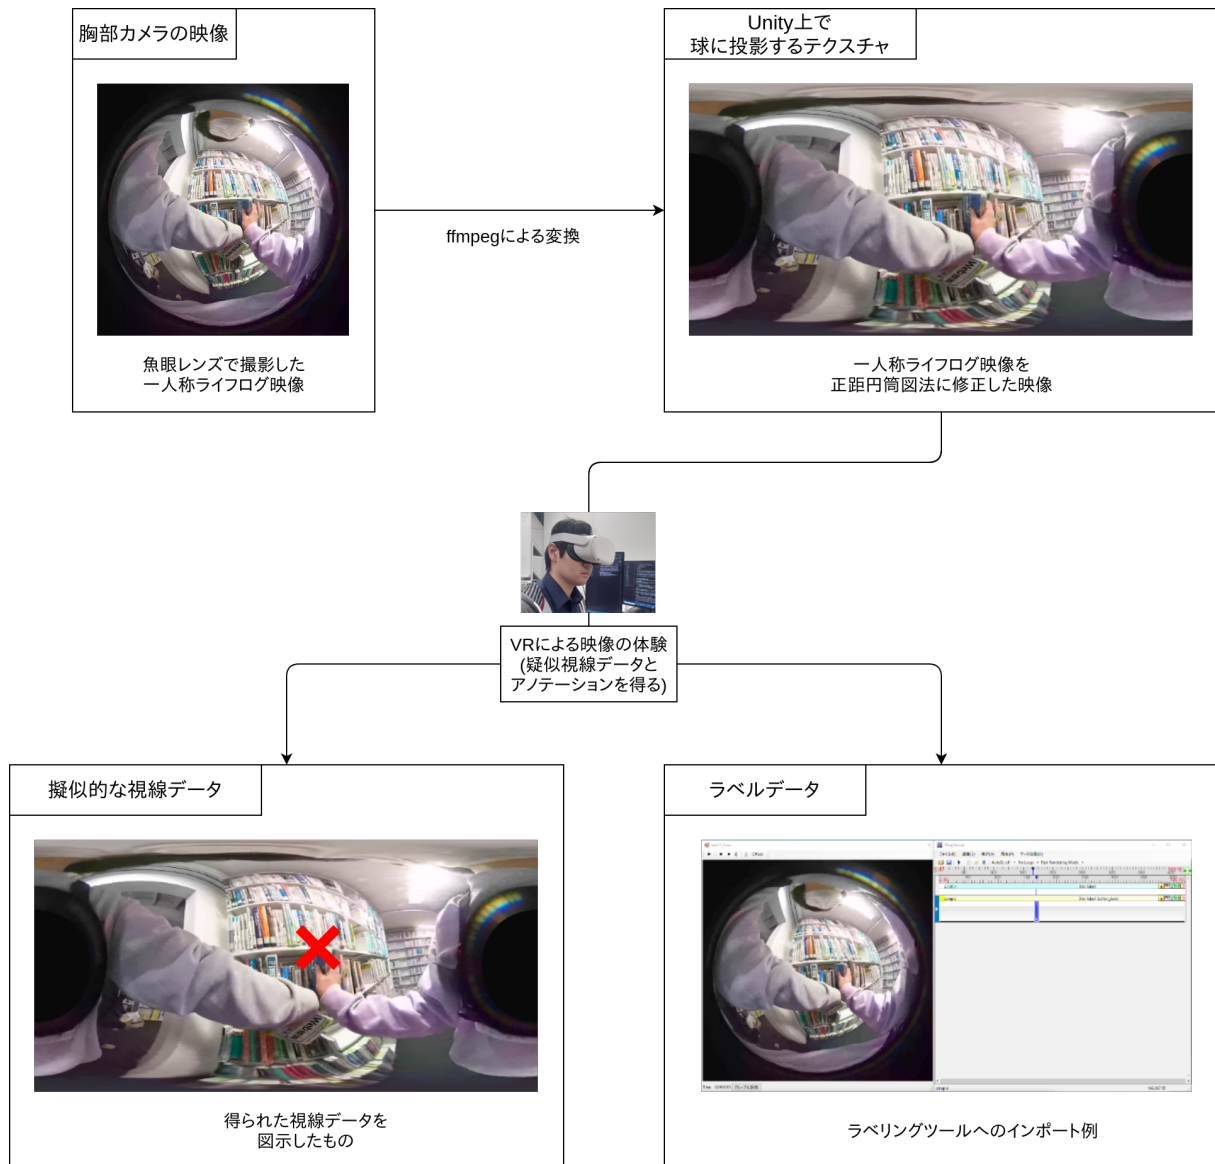 胸部カメラの映像
Unity上で
球に投影するテクスチャ
ffmpegによる変換
魚眼レンズで撮影した
一人称ライフログ映像
一人称ライフログ映像を
正距円筒図法に修正した映像
VRによる映像の体験
(疑似視線データと
アノテーションを得る)
擬似的な視線データ
ラベルデータ
得られた視線データを
図示したもの
ラベリングツールへのインポート例